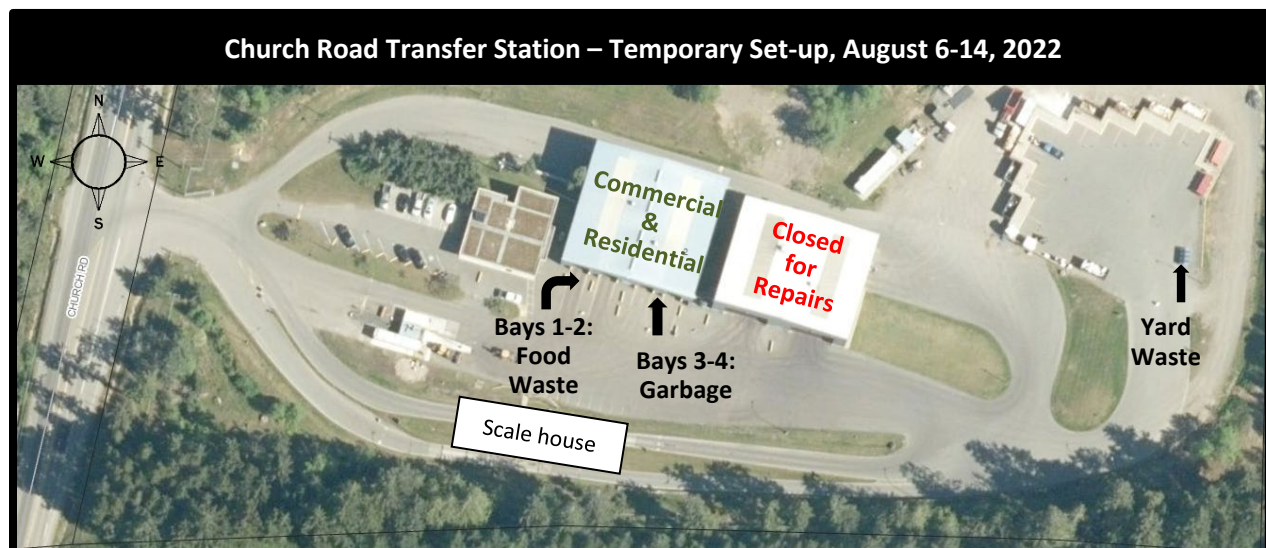 Church Road Transfer Station – Temporary Set-up, August 6-14, 2022
N
W
E
S
CHURCH RD
Commercial
&
Residential
Closed
for
Repairs
Bays 1-2:
Food
Waste
Bays 3-4:
Garbage
Yard
Waste
Scale house